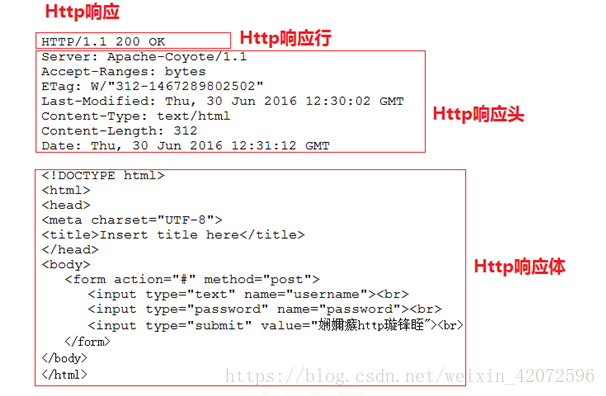 Http响应
HTTP/1.1 200 OK
Http响应行
Server: Apache-Coyote/1.1
Accept-Ranges: bytes
ETag: W/"312-1467289802502"
Last-Modified: Thu, 30 Jun 2016 12:30:02 GMT
Content-Type: text/html
Content-Length: 312
Date: Thu, 30 Jun 2016 12:31:12 GMT
Http响应头
<!DOCTYPE html>
<html>
<head>
<meta charset="UTF-8">
<title>Insert title here</title>
</head>
<body>
<form action="#" method="post">
<input type="text" name="username"><br>
<input type="password" name="password"><br>
<input type="submit" value="娴嬭瘯http璇锋眰"><br>
</form>
</body>
</html>
Http响应体
https://blog.csdn.net/weixin_42072596